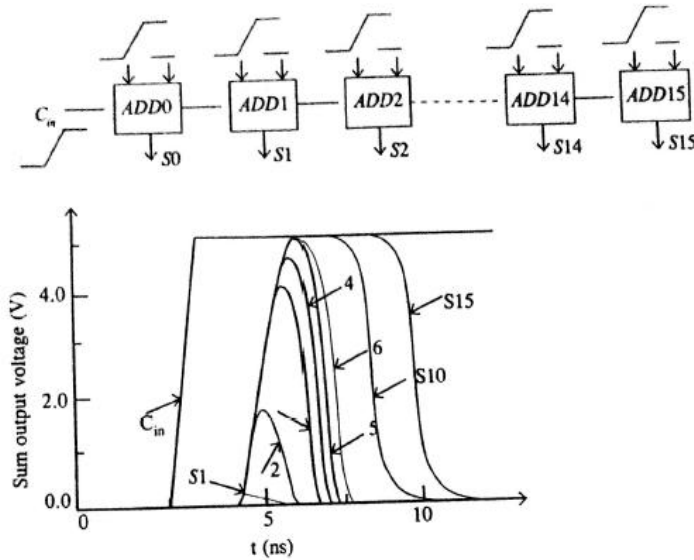 C_in ADD0 ADD1 ADD2 ADD14 ADD15
S0 S1 S2 S14 S15
Sum output voltage (V)
4.0
2.0
0.0
C_in
S1
2
4
6
5
S10
S15
0 5 10
t (ns)